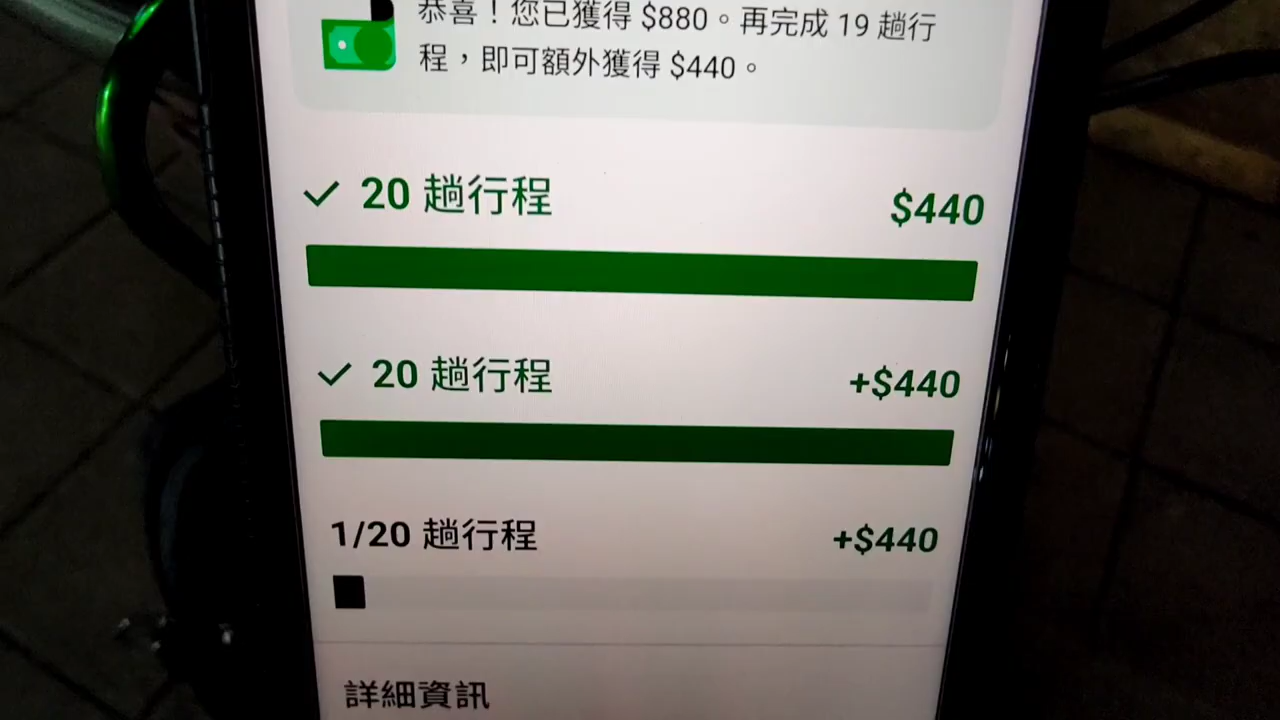 恭喜！您已獲得 $880。再完成 19 趟行
程，即可額外獲得 $440。
20 趟行程
$440
20 趟行程
+$440
1/20 趟行程
+$440
詳細資訊